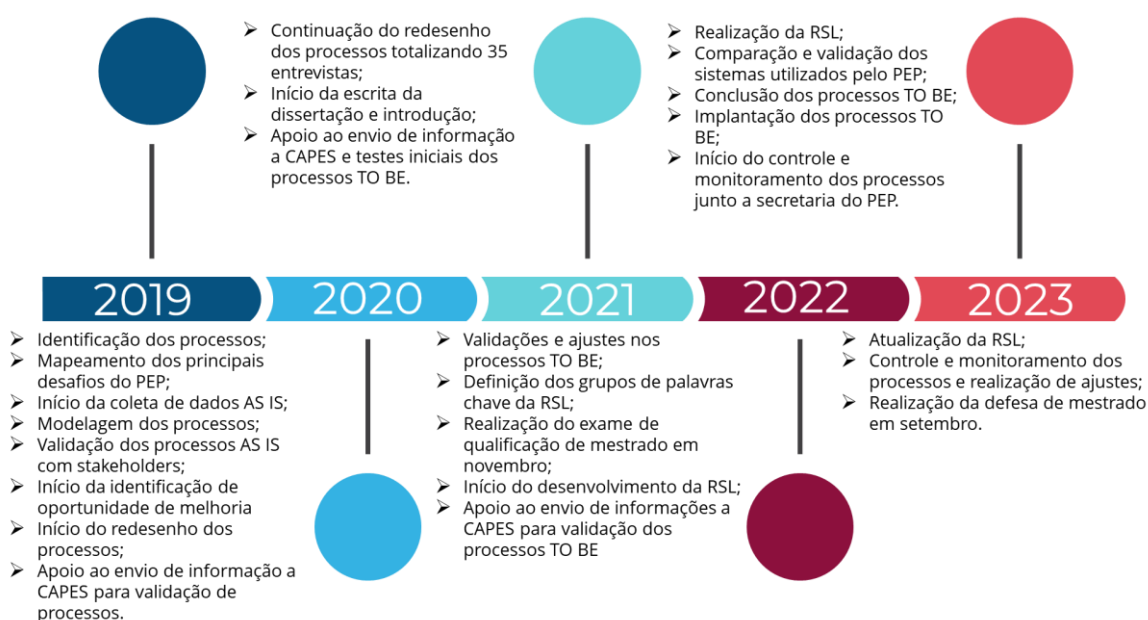 ➢ Continuação do redesenho
dos processos totalizando 35
entrevistas;
➢ Início da escrita da
dissertação e introdução;
➢ Apoio ao envio de informação
a CAPES e testes iniciais dos
processos TO BE.
➢ Realização da RSL;
➢ Comparação e validação dos
sistemas utilizados pelo PEP;
➢ Conclusão dos processos TO BE;
➢ Implantação dos processos TO
BE;
➢ Início do controle e
monitoramento dos processos
junto a secretaria do PEP.
2019
2020
2021
2022
2023
➢ Identificação dos processos;
➢ Mapeamento dos principais
desafios do PEP;
➢ Início da coleta de dados AS IS;
➢ Modelagem dos processos;
➢ Validação dos processos AS IS
com stakeholders;
➢ Início da identificação de
oportunidade de melhoria
➢ Início do redesenho dos
processos;
➢ Apoio ao envio de informação a
CAPES para validação de
processos.
➢ Validações e ajustes nos
processos TO BE;
➢ Definição dos grupos de palavras
chave da RSL;
➢ Realização do exame de
qualificação de mestrado em
novembro;
➢ Início do desenvolvimento da RSL;
➢ Apoio ao envio de informações a
CAPES para validação dos
processos TO BE
➢ Atualização da RSL;
➢ Controle e monitoramento dos
processos e realização de ajustes;
➢ Realização da defesa de mestrado
em setembro.